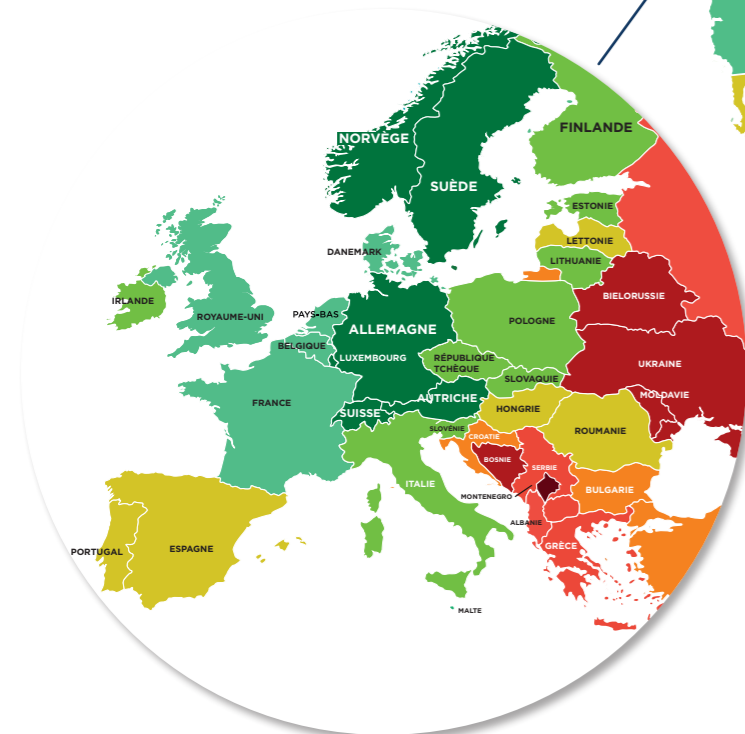 FINLANDE
NORVÈGE
SUÈDE
ESTONIE
LETTONIE
DANEMARK
LITHUANIE
BIELORUSSIE
IRLANDE
ROYAUME-UNI
PAYS-BAS
POLOGNE
ALLEMAGNE
BELGIQUE
LUXEMBOURG
RÉPUBLIQUE
TCHÈQUE
UKRAINE
SLOVAQUIE
MOLDAVIE
AUTRICHE
FRANCE
HONGRIE
SUISSE
SLOVÉNIE
ROUMANIE
CROATIE
BOSNIE
SERBIE
ITALIE
BULGARIE
MONTENEGRO
ALBANIE
GRÈCE
ESPAGNE
PORTUGAL
MALTE